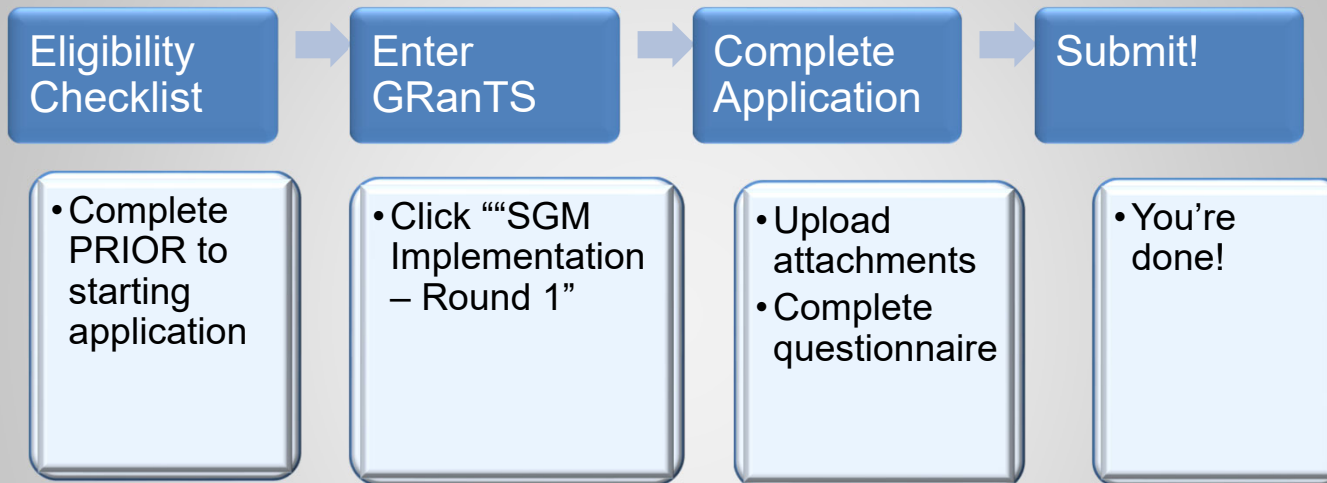 Eligibility
Checklist
Enter
GRanTS
Complete
Application
Submit!
• Complete
PRIOR to
starting
application
• Click ““SGM
Implementation
– Round 1”
• Upload
attachments
• Complete
questionnaire
• You’re
done!